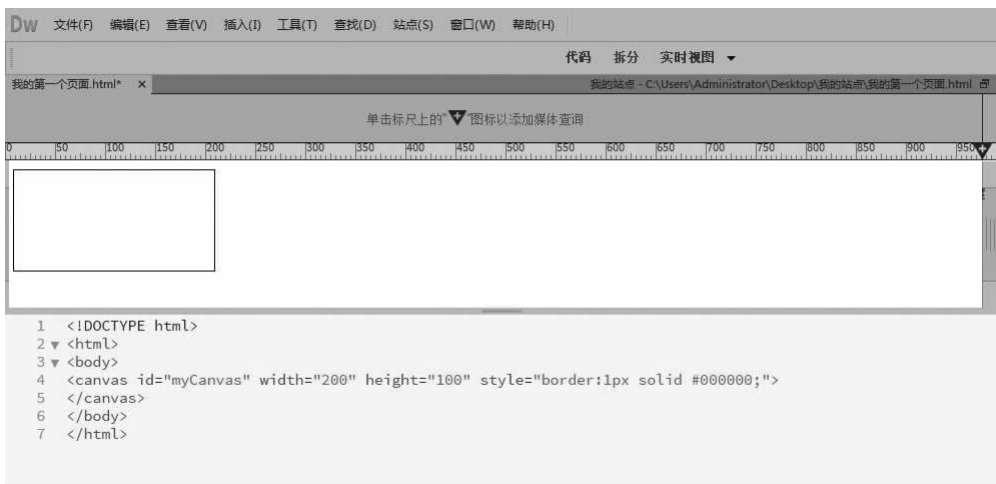 Dw 文件(F) 编辑(E) 查看(V) 插入(I) 工具(T) 查找(D) 站点(S) 窗口(W) 帮助(H)
代码 拆分 实时视图
我的第一个页面.html* × 我的站点 - C:\Users\Administrator\Desktop\我的站点\我的第一个页面.html
单击标尺上的"图标以添加媒体查询
0 50 100 150 200 250 300 350 400 450 500 550 600 650 700 750 800 850 900 950
1 <!DOCTYPE html>
2 <html>
3 <body>
4 <canvas id="myCanvas" width="200" height="100" style="border:1px solid #000000;">
5 </canvas>
6 </body>
7 </html>